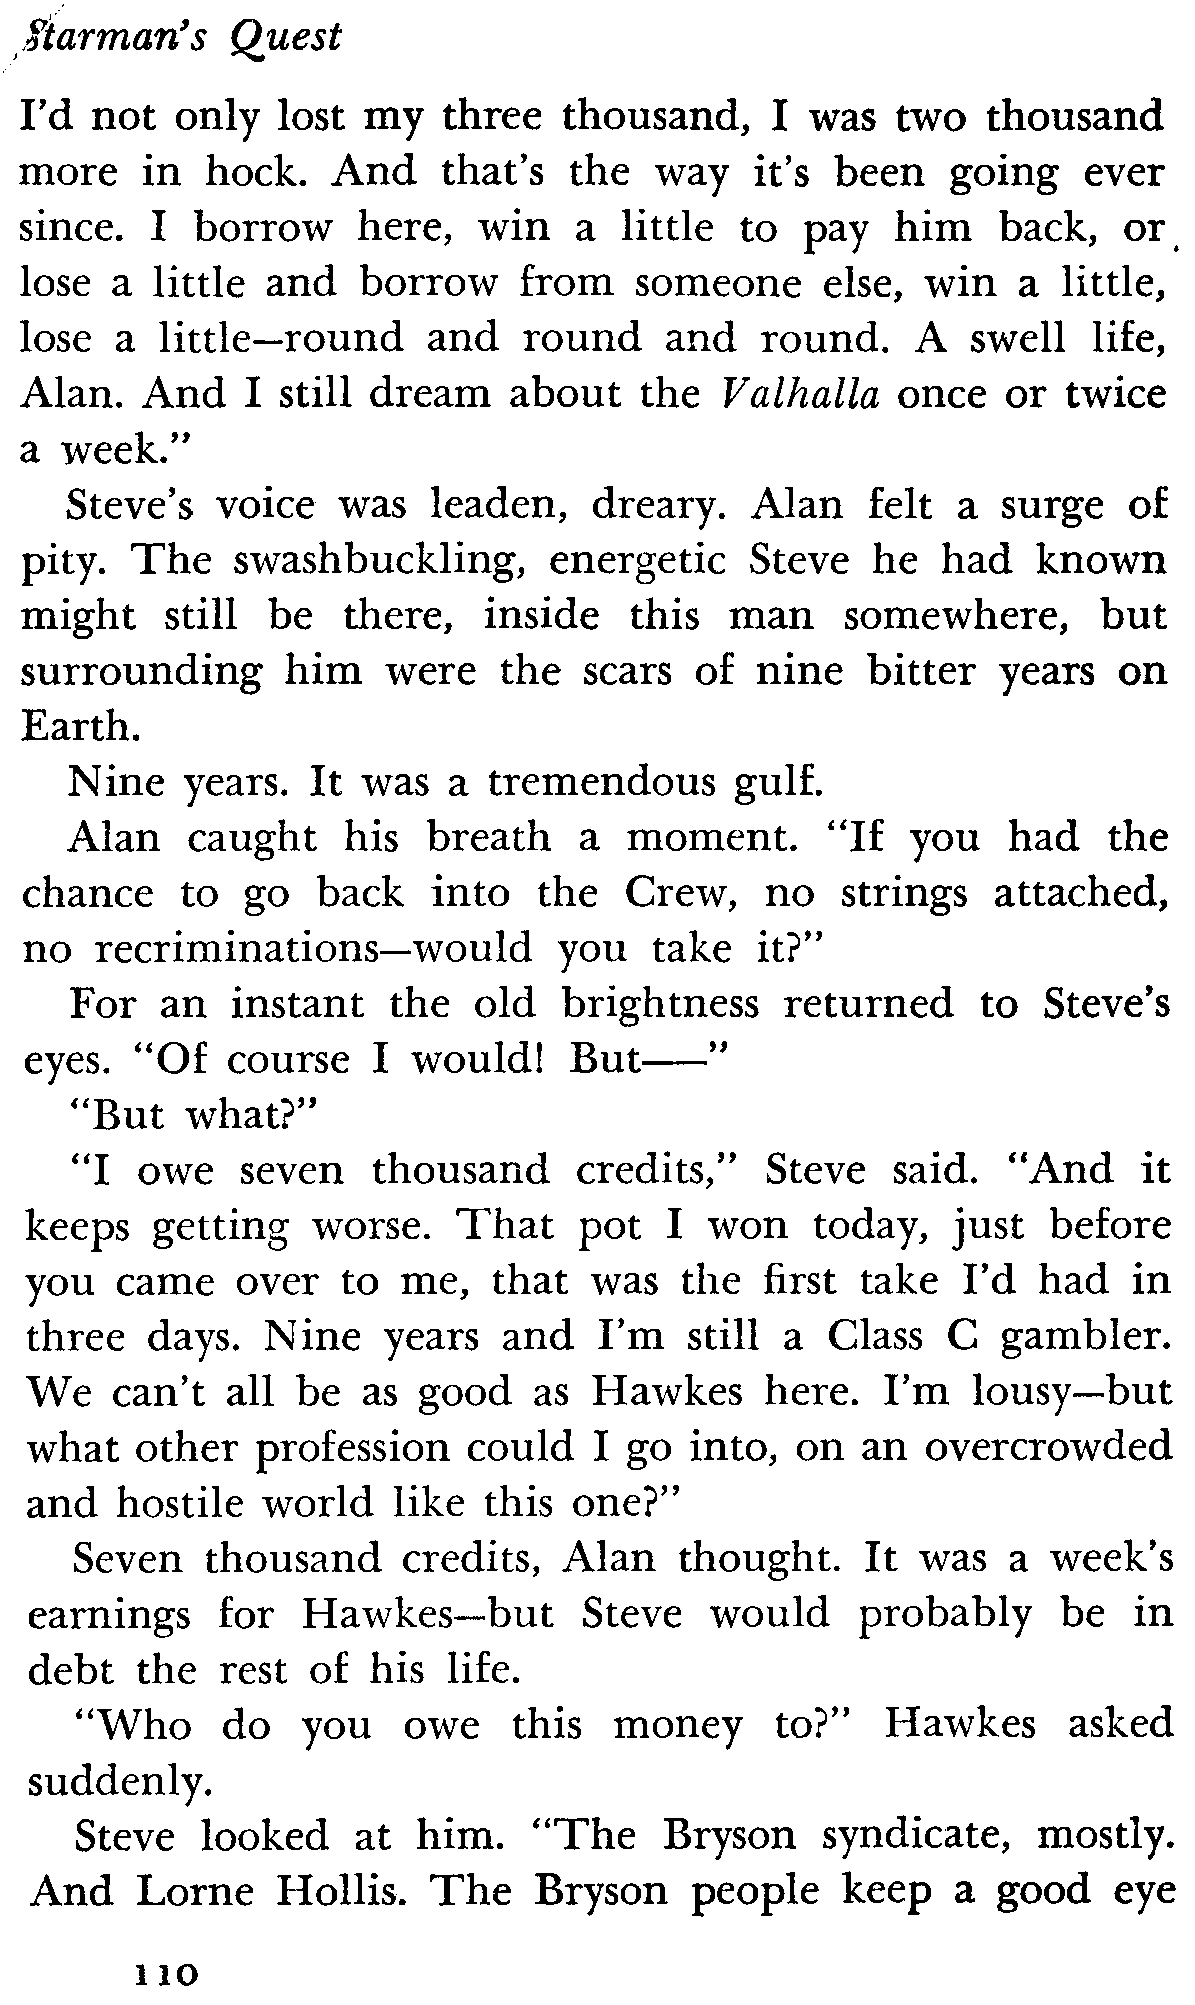 Starman's Quest
I'd not only lost my three thousand, I was two thousand
more in hock. And that's the way it's been going ever
since. I borrow here, win a little to pay him back, or
lose a little and borrow from someone else, win a little,
lose a little—round and round and round. A swell life,
Alan. And I still dream about the Valhalla once or twice
a week.”
Steve's voice was leaden, dreary. Alan felt a surge of
pity. The swashbuckling, energetic Steve he had known
might still be there, inside this man somewhere, but
surrounding him were the scars of nine bitter years on
Earth.
Nine years. It was a tremendous gulf.
Alan caught his breath a moment. “If you had the
chance to go back into the Crew, no strings attached,
no recriminations—would you take it?”
For an instant the old brightness returned to Steve's
eyes. “Of course I would! But——”
“But what?”
“I owe seven thousand credits,” Steve said. “And it
keeps getting worse. That pot I won today, just before
you came over to me, that was the first take I'd had in
three days. Nine years and I'm still a Class C gambler.
We can't all be as good as Hawkes here. I'm lousy—but
what other profession could I go into, on an overcrowded
and hostile world like this one?”
Seven thousand credits, Alan thought. It was a week's
earnings for Hawkes—but Steve would probably be in
debt the rest of his life.
“Who do you owe this money to?” Hawkes asked
suddenly.
Steve looked at him. “The Bryson syndicate, mostly.
And Lorne Hollis. The Bryson people keep a good eye
110